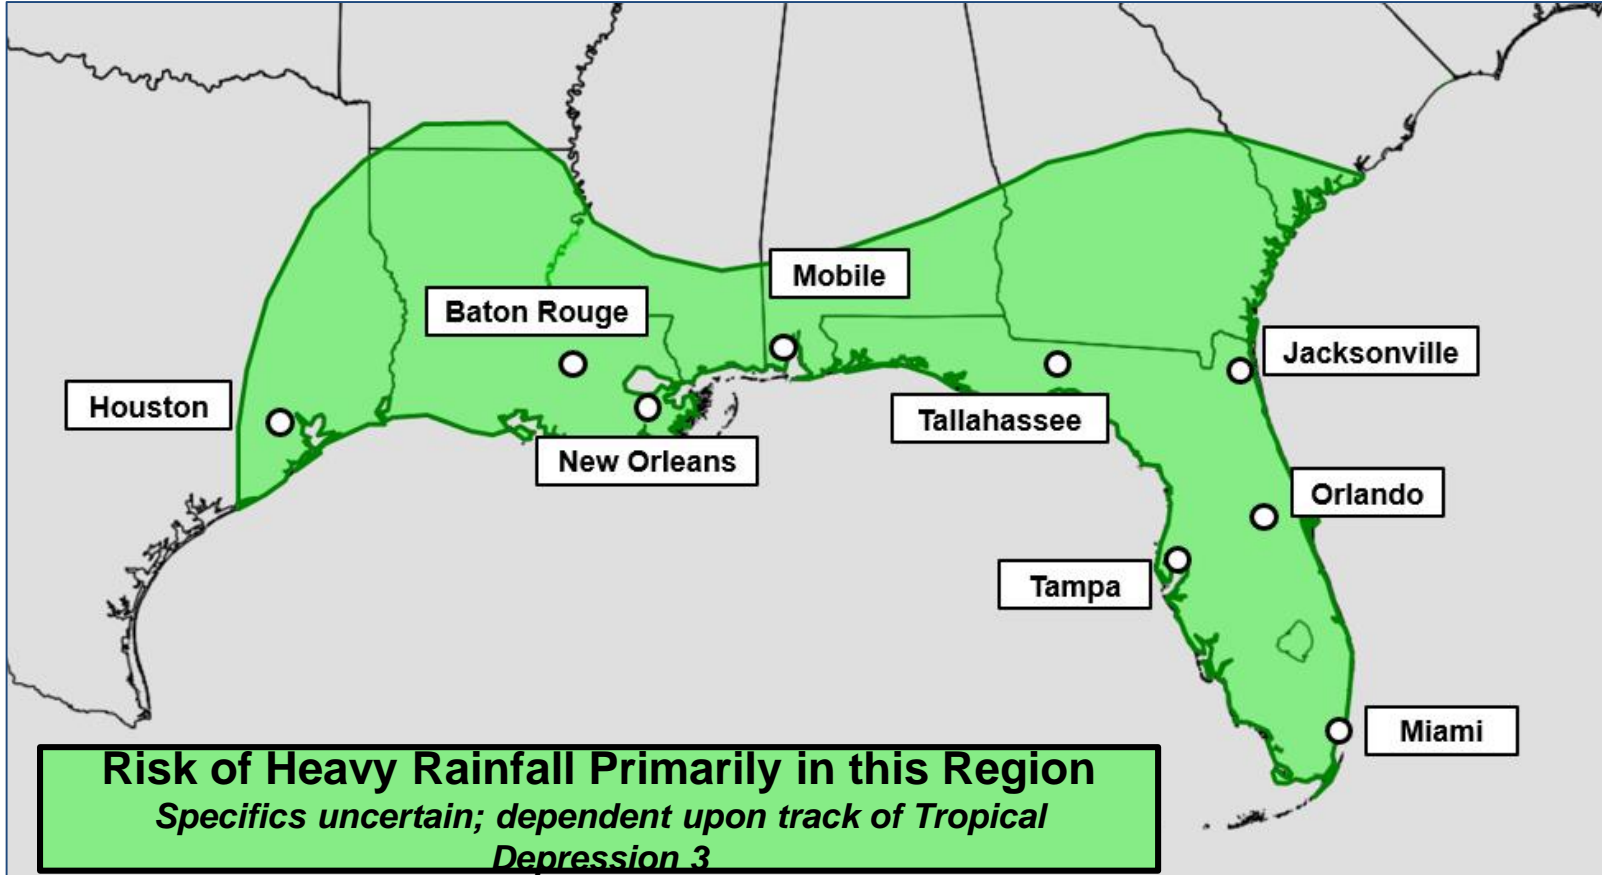 Mobile
Baton Rouge
Jacksonville
Houston
Tallahassee
New Orleans
Orlando
Tampa
Miami
Risk of Heavy Rainfall Primarily in this Region
Specifics uncertain; dependent upon track of Tropical
Depression 3